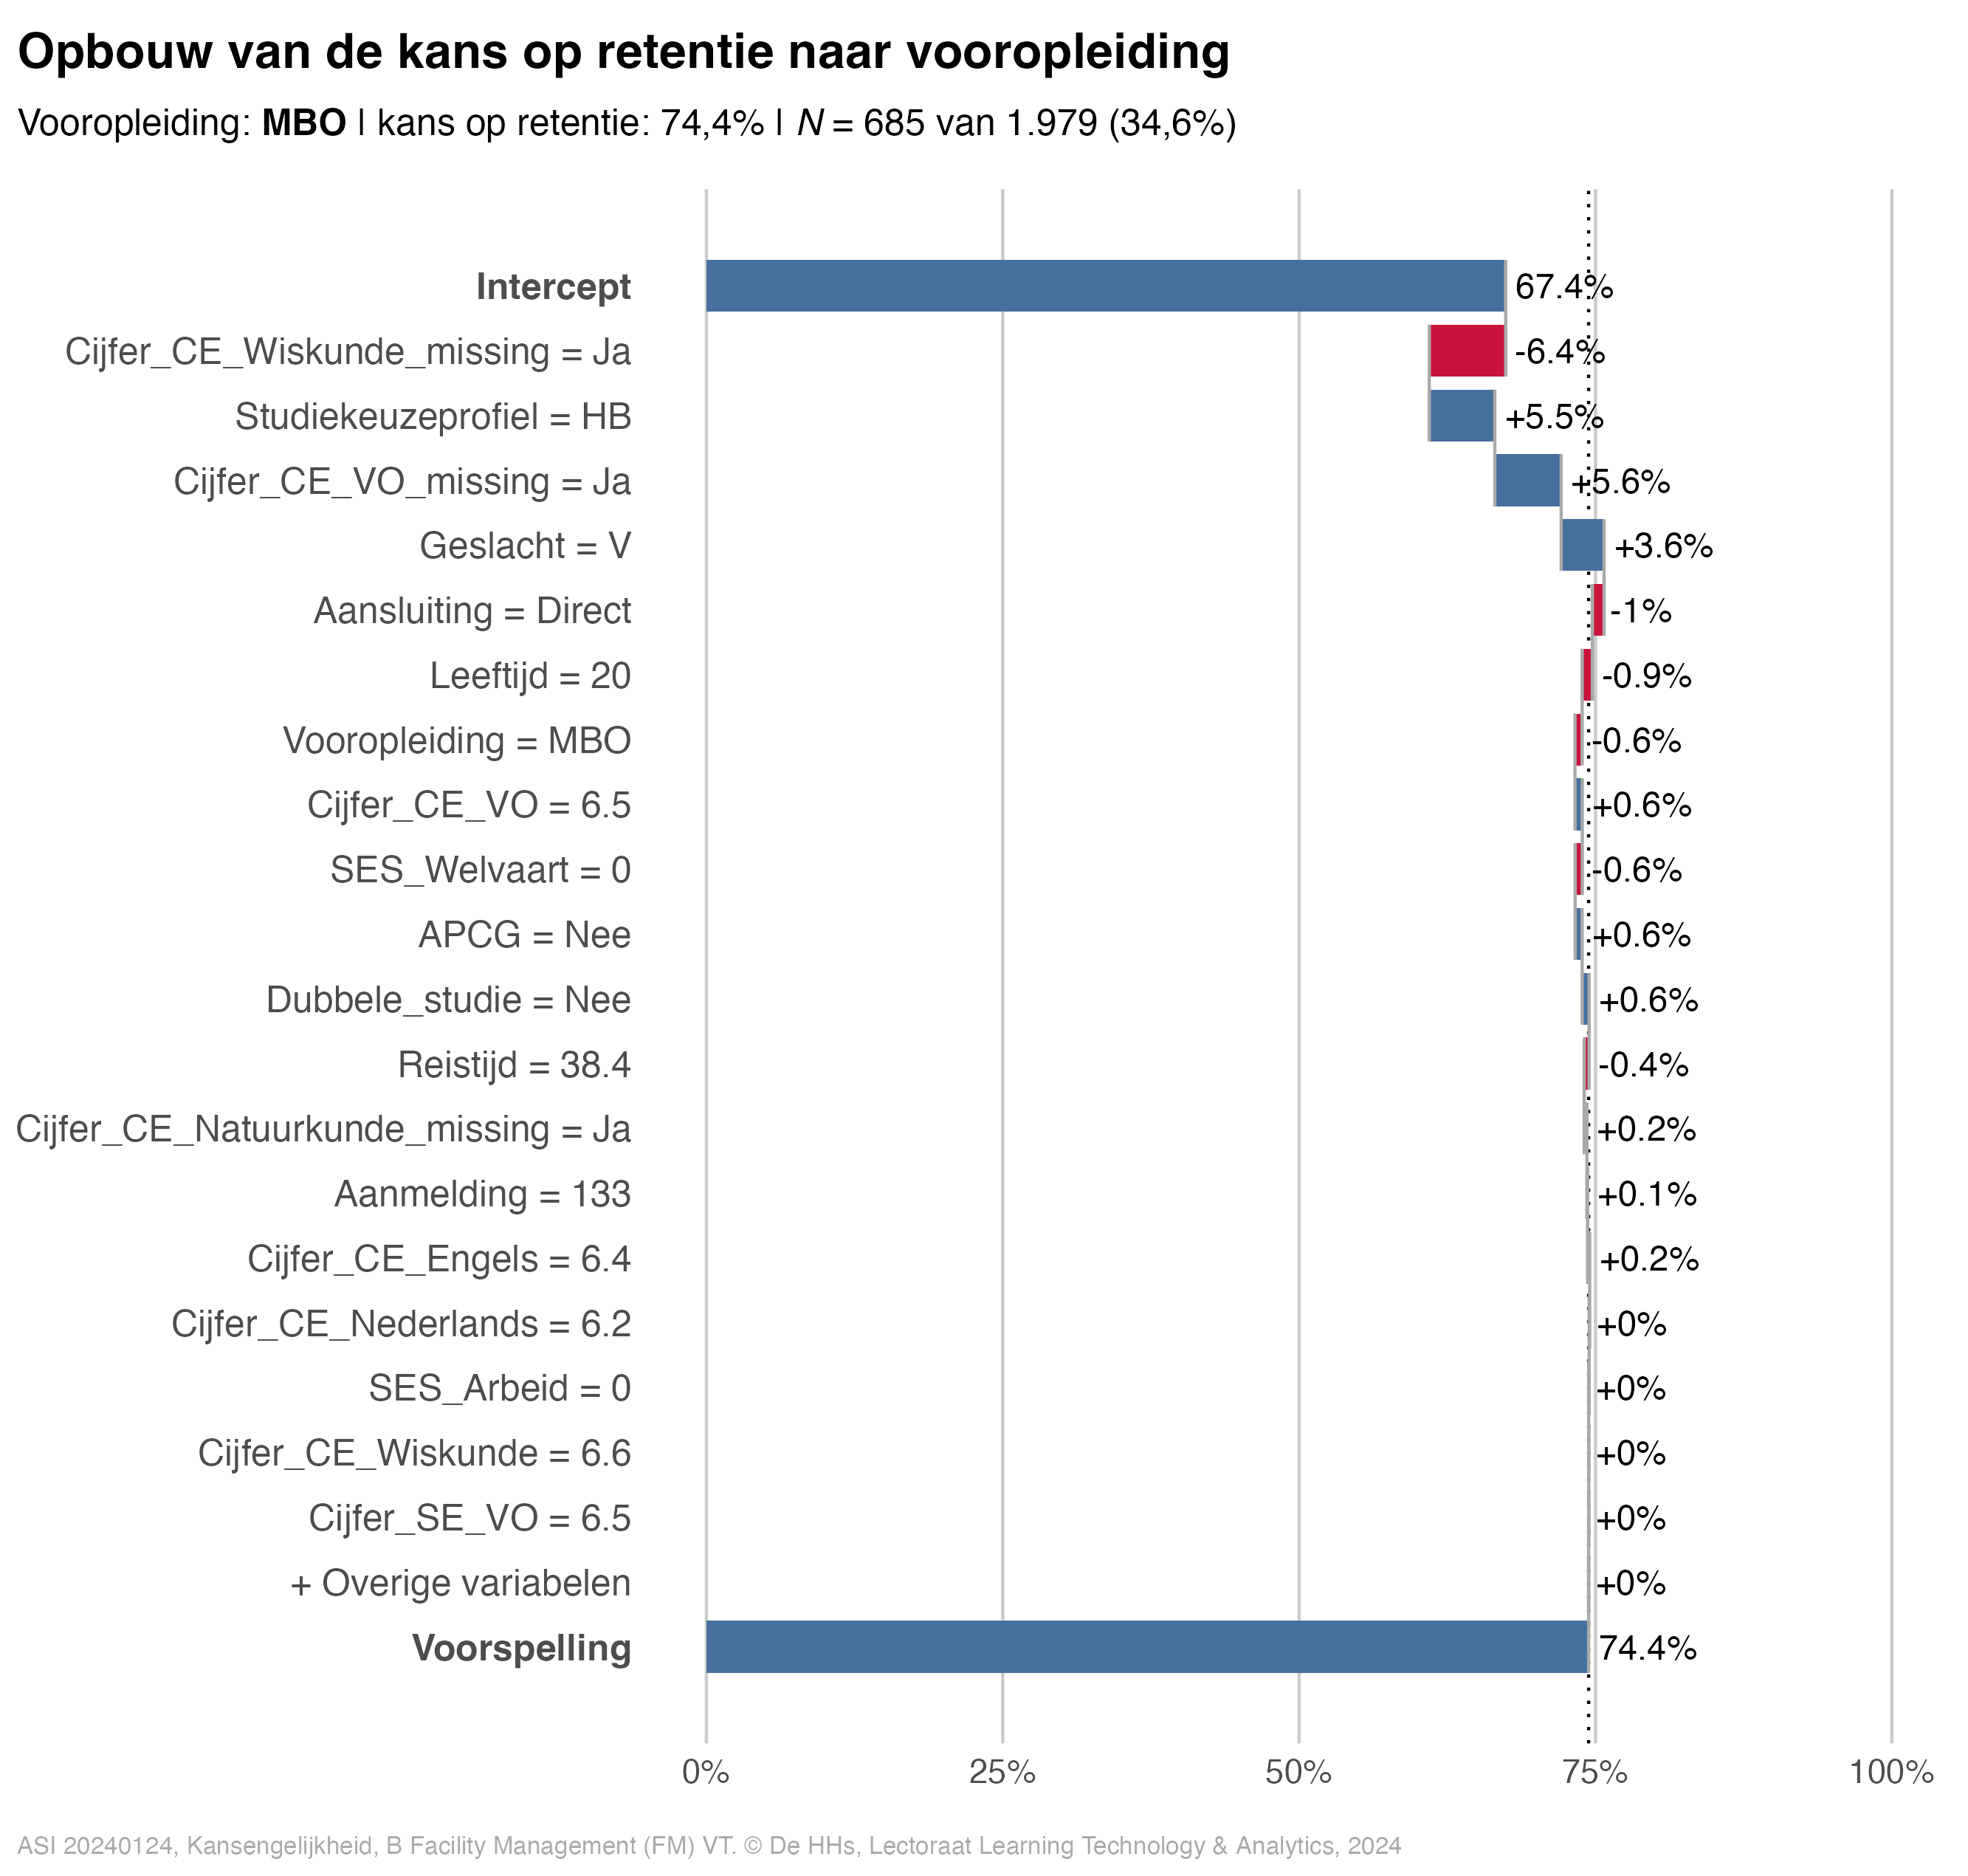 Opbouw van de kans op retentie naar vooropleiding
Vooropleiding: MBO | kans op retentie: 74,4% | N = 685 van 1.979 (34,6%)
Intercept 67.4%
Cijfer_CE_Wiskunde_missing = Ja -6.4%
Studiekeuzeprofiel = HB +5.5%
Cijfer_CE_VO_missing = Ja +5.6%
Geslacht = V +3.6%
Aansluiting = Direct -1%
Leeftijd = 20 -0.9%
Vooropleiding = MBO -0.6%
Cijfer_CE_VO = 6.5 +0.6%
SES_Welvaart = 0 -0.6%
APCG = Nee +0.6%
Dubbele_studie = Nee +0.6%
Reistijd = 38.4 -0.4%
Cijfer_CE_Natuurkunde_missing = Ja +0.2%
Aanmelding = 133 +0.1%
Cijfer_CE_Engels = 6.4 +0.2%
Cijfer_CE_Nederlands = 6.2 +0%
SES_Arbeid = 0 +0%
Cijfer_CE_Wiskunde = 6.6 +0%
Cijfer_SE_VO = 6.5 +0%
+ Overige variabelen +0%
Voorspelling 74.4%
0% 25% 50% 75% 100%
ASI 20240124, Kansengelijkheid, B Facility Management (FM) VT. © De HHs, Lectoraat Learning Technology & Analytics, 2024